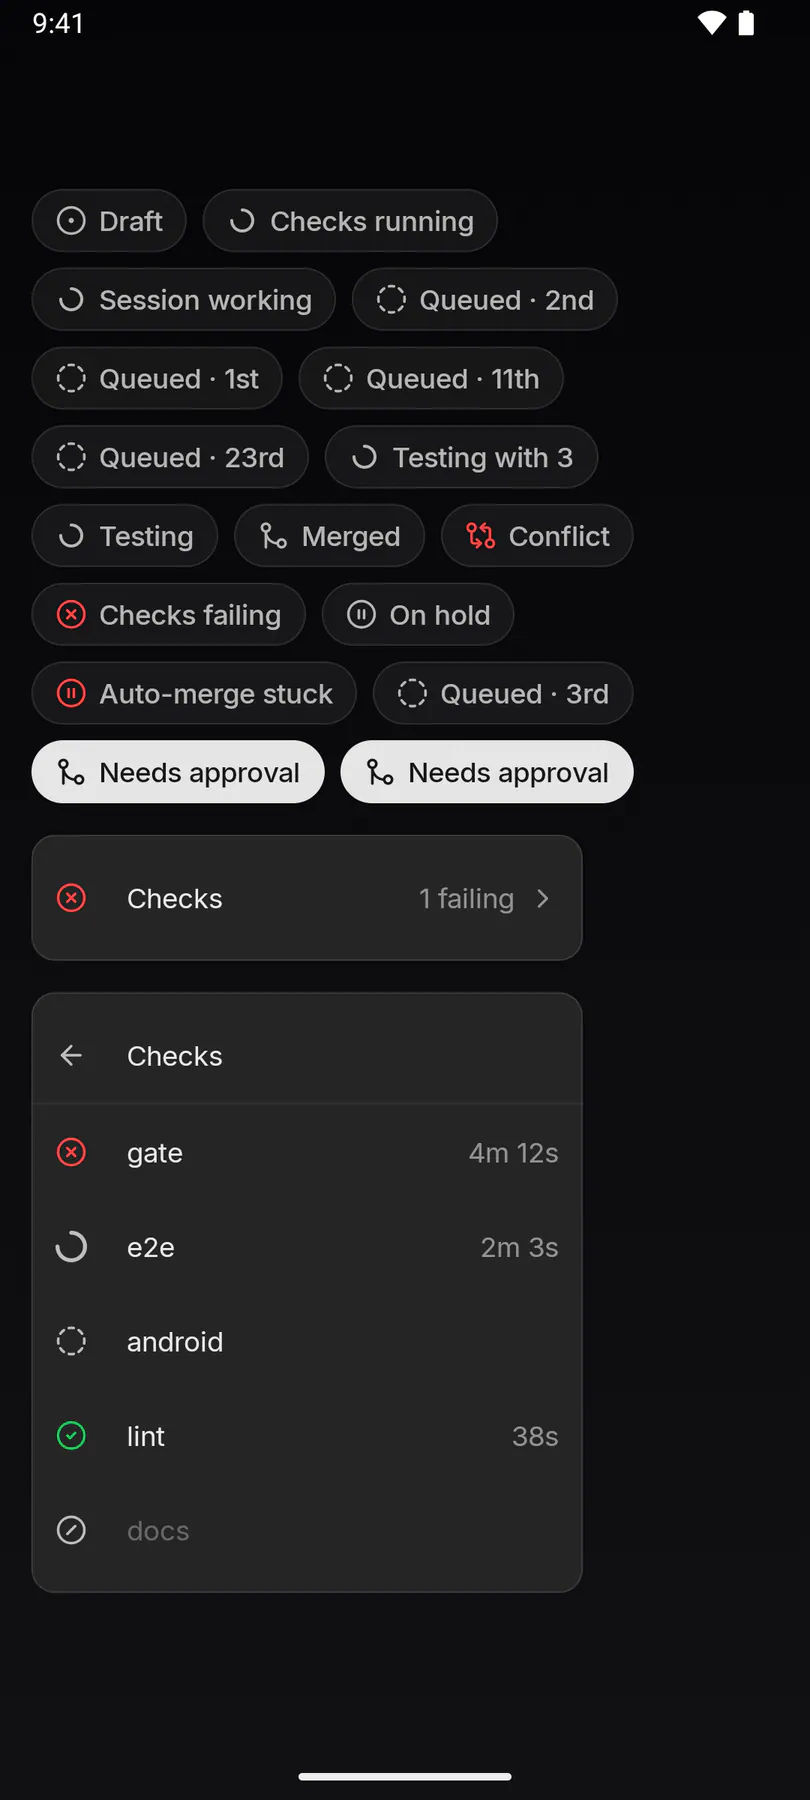 9:41
Draft
Checks running
Session working
Queued · 2nd
Queued · 1st
Queued · 11th
Queued · 23rd
Testing with 3
Testing
Merged
Conflict
Checks failing
On hold
Auto-merge stuck
Queued · 3rd
Needs approval
Needs approval
Checks
1 failing
Checks
gate
4m 12s
e2e
2m 3s
android
lint
38s
docs